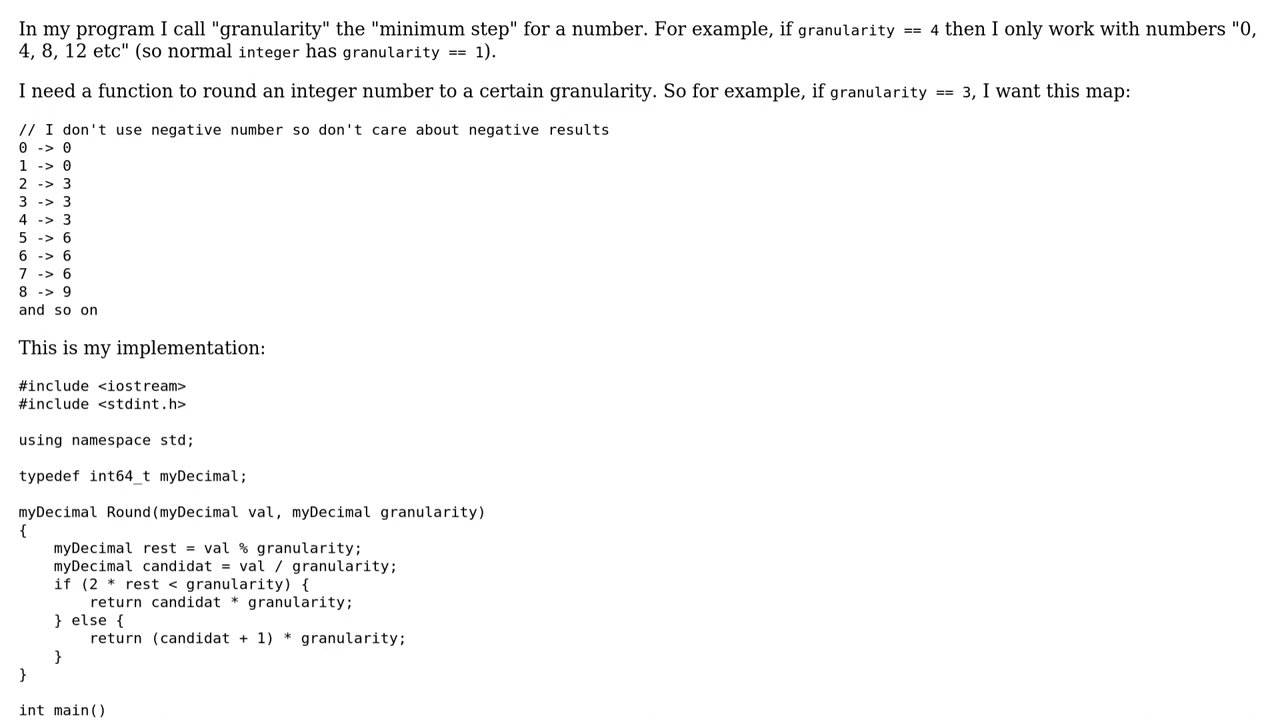 In my program I call "granularity" the "minimum step" for a number. For example, if granularity == 4 then I only work with numbers "0,
4, 8, 12 etc" (so normal integer has granularity == 1).
I need a function to round an integer number to a certain granularity. So for example, if granularity == 3, I want this map:
// I don't use negative number so don't care about negative results
0 -> 0
1 -> 0
2 -> 3
3 -> 3
4 -> 3
5 -> 6
6 -> 6
7 -> 6
8 -> 9
and so on
This is my implementation:
#include <iostream>
#include <stdint.h>
using namespace std;
typedef int64_t myDecimal;
myDecimal Round(myDecimal val, myDecimal granularity)
{
    myDecimal rest = val % granularity;
    myDecimal candidat = val / granularity;
    if (2 * rest < granularity) {
        return candidat * granularity;
    } else {
        return (candidat + 1) * granularity;
    }
}
int main()